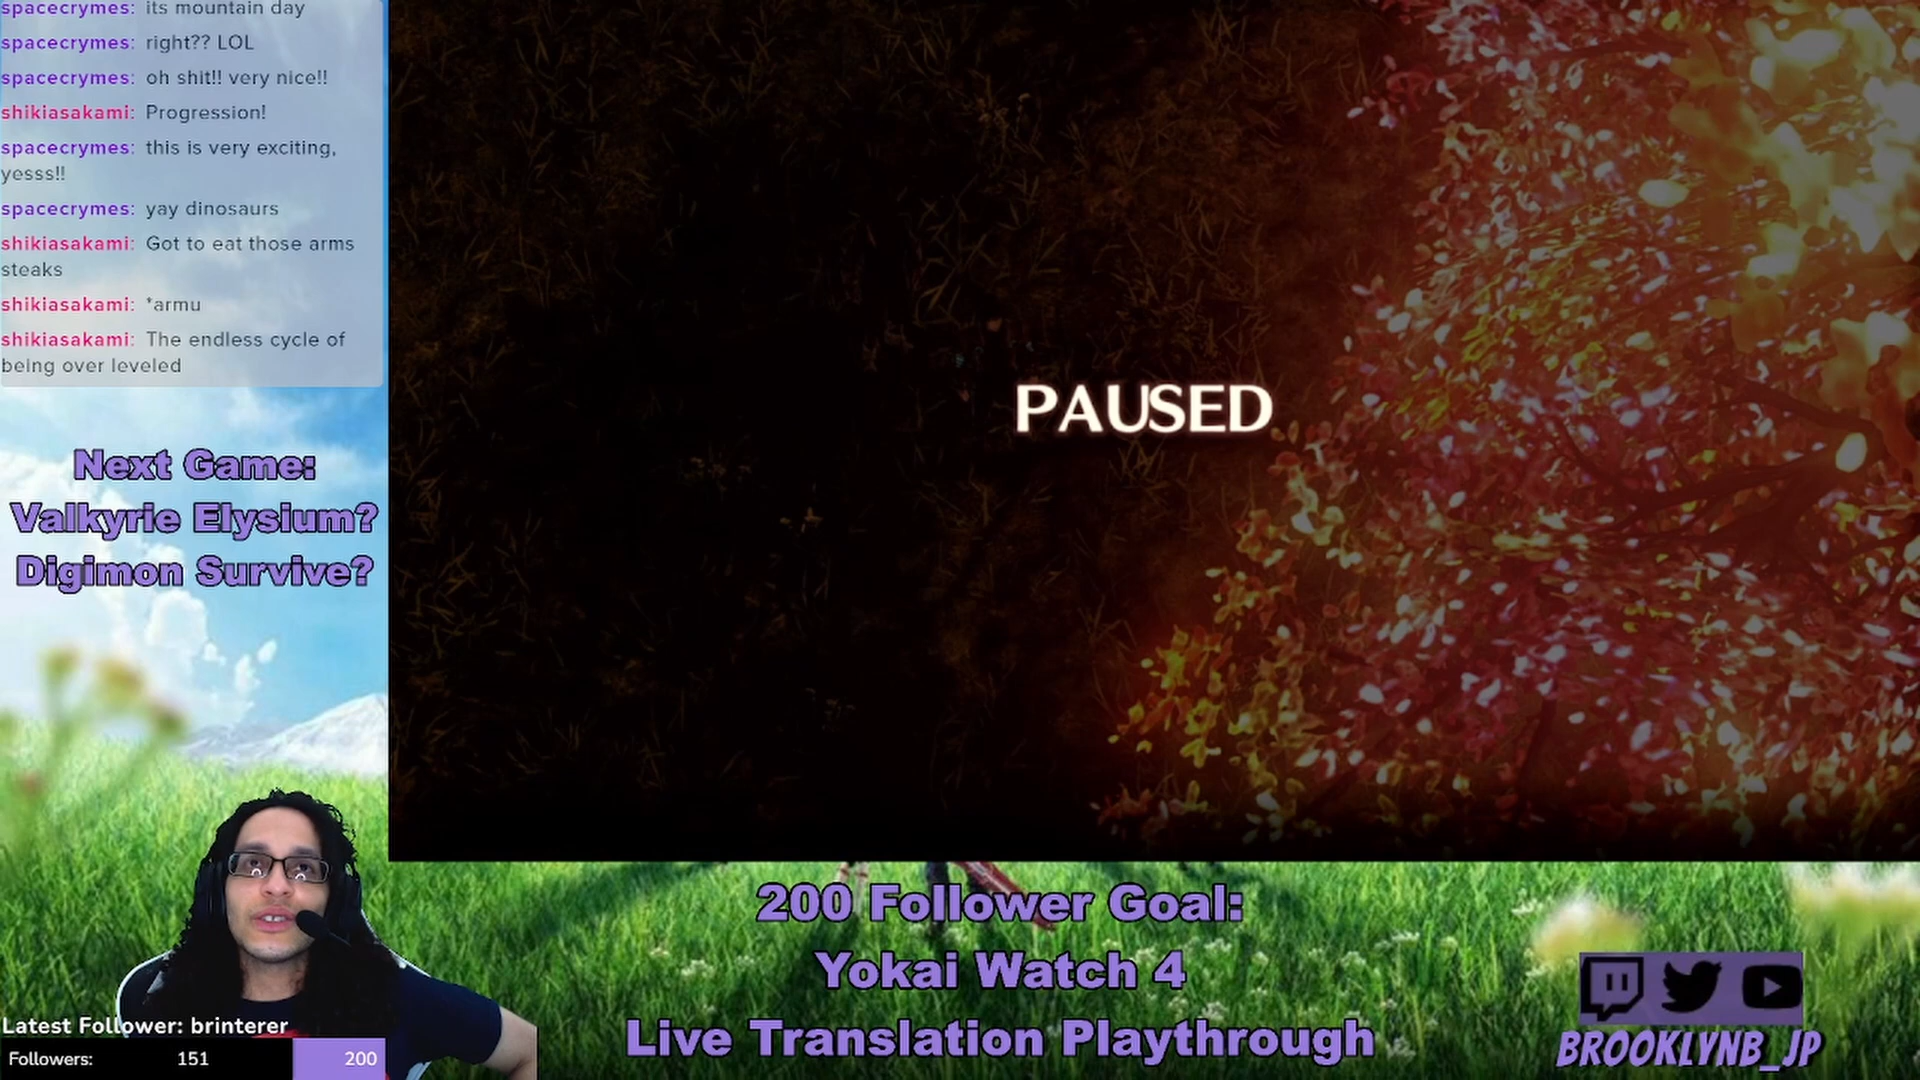 spacecrymes: its mountain day
spacecrymes: right?? LOL
spacecrymes: oh shit!! very nice!!
shikiasakami: Progression!
spacecrymes: this is very exciting,
yesss!!
spacecrymes: yay dinosaurs
shikiasakami: Got to eat those arms
steaks
shikiasakami: *armu
shikiasakami: The endless cycle of
being over leveled
Next Game:
Valkyrie Elysium?
Digimon Survive?
PAUSED
200 Follower Goal:
Yokai Watch 4
Live Translation Playthrough
BROOKLYNB_JP
Latest Follower: brinterer
Followers: 151 200